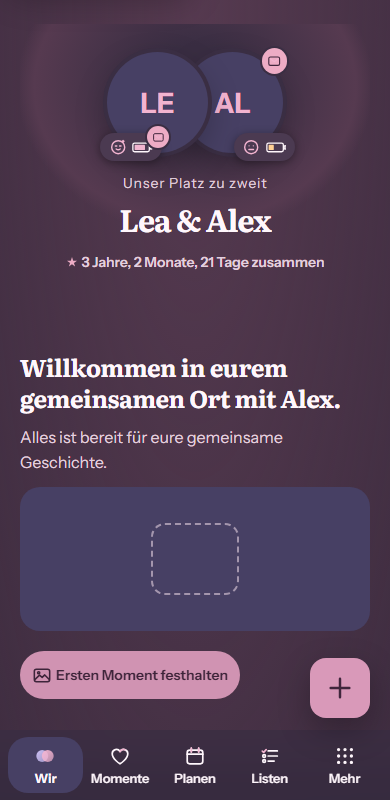 LE
AL
Unser Platz zu zweit
Lea & Alex
★ 3 Jahre, 2 Monate, 21 Tage zusammen
Willkommen in eurem
gemeinsamen Ort mit Alex.
Alles ist bereit für eure gemeinsame
Geschichte.
Ersten Moment festhalten
Wir
Momente
Planen
Listen
Mehr